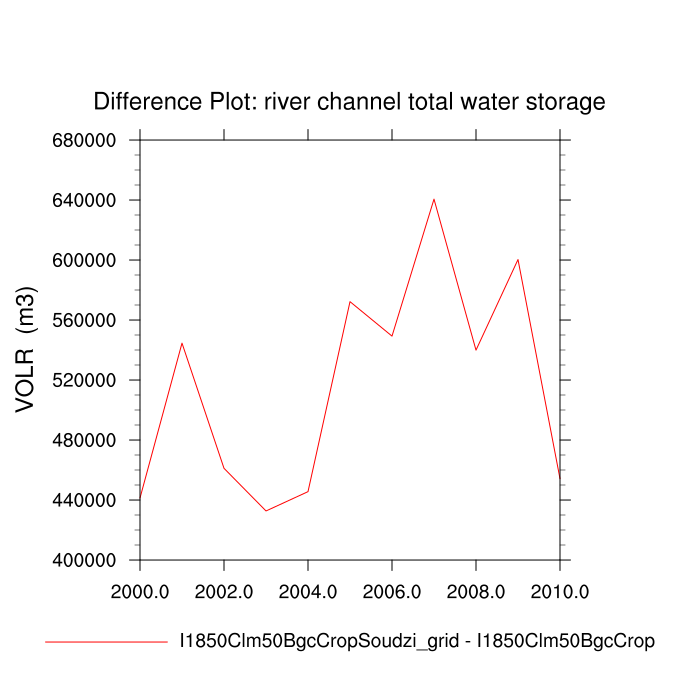 Difference Plot: river channel total water storage
680000
640000
600000
560000
520000
480000
440000
400000
VOLR (m3)
2000.0 2002.0 2004.0 2006.0 2008.0 2010.0
I1850Clm50BgcCropSoudzi_grid - I1850Clm50BgcCrop